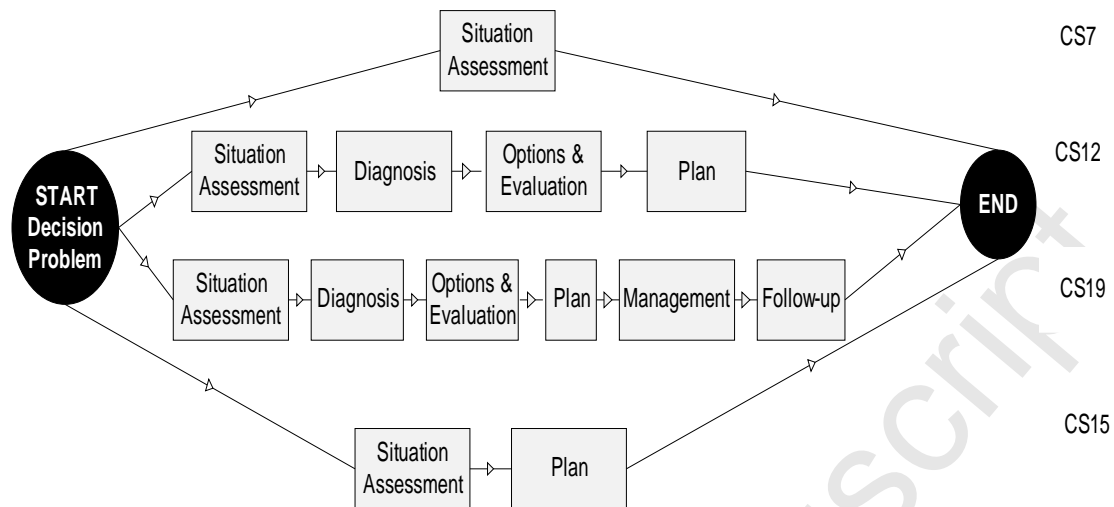 Situation
Assessment
CS7
Situation
Assessment
Diagnosis
Options &
Evaluation
Plan
CS12
START
Decision
Problem
END
Situation
Assessment
Diagnosis
Options &
Evaluation
Plan
Management
Follow-up
CS19
Situation
Assessment
Plan
CS15